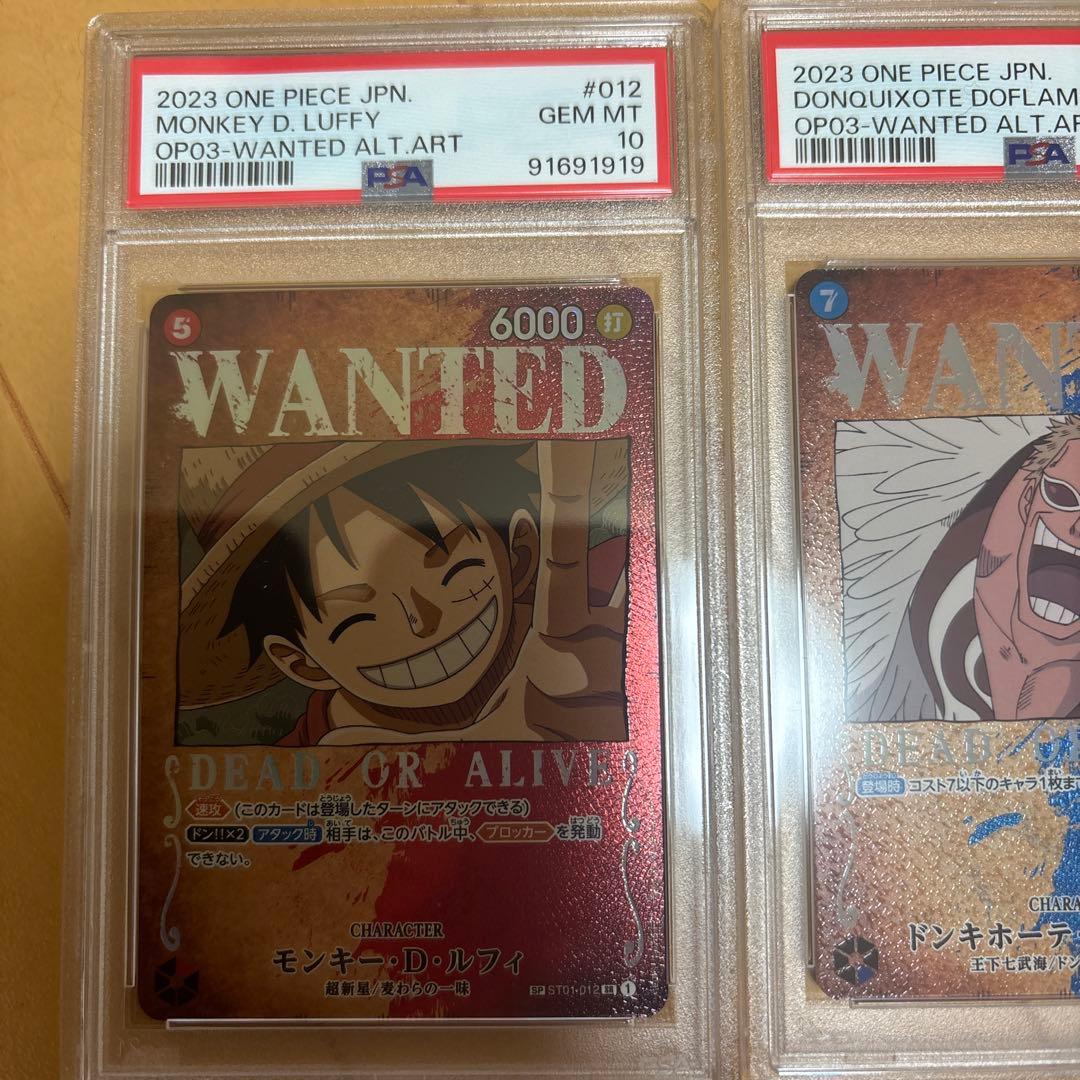 2023 ONE PIECE JPN.
#012
MONKEY D. LUFFY
GEM MT
OP03-WANTED ALT.ART
10
PSA
91691919
5
6000
打
WANTED
DEAD OR ALIVE
速攻 (このカードは登場したターンにアタックできる)
ドン!!×2 アタック時 相手は、このバトル中、ブロッカー を発動
できない。
CHARACTER
モンキー・D・ルフィ
超新星/麦わらの一味
SP ST01-012 SR 1
2023 ONE PIECE JPN.
DONQUIXOTE DOFLAM
OP03-WANTED ALT.AR
PSA
7
WAN
DEAD OR
登場時 コスト7以下のキャラ1枚ま
CHARA
ドンキホーテ
王下七武海/ドン